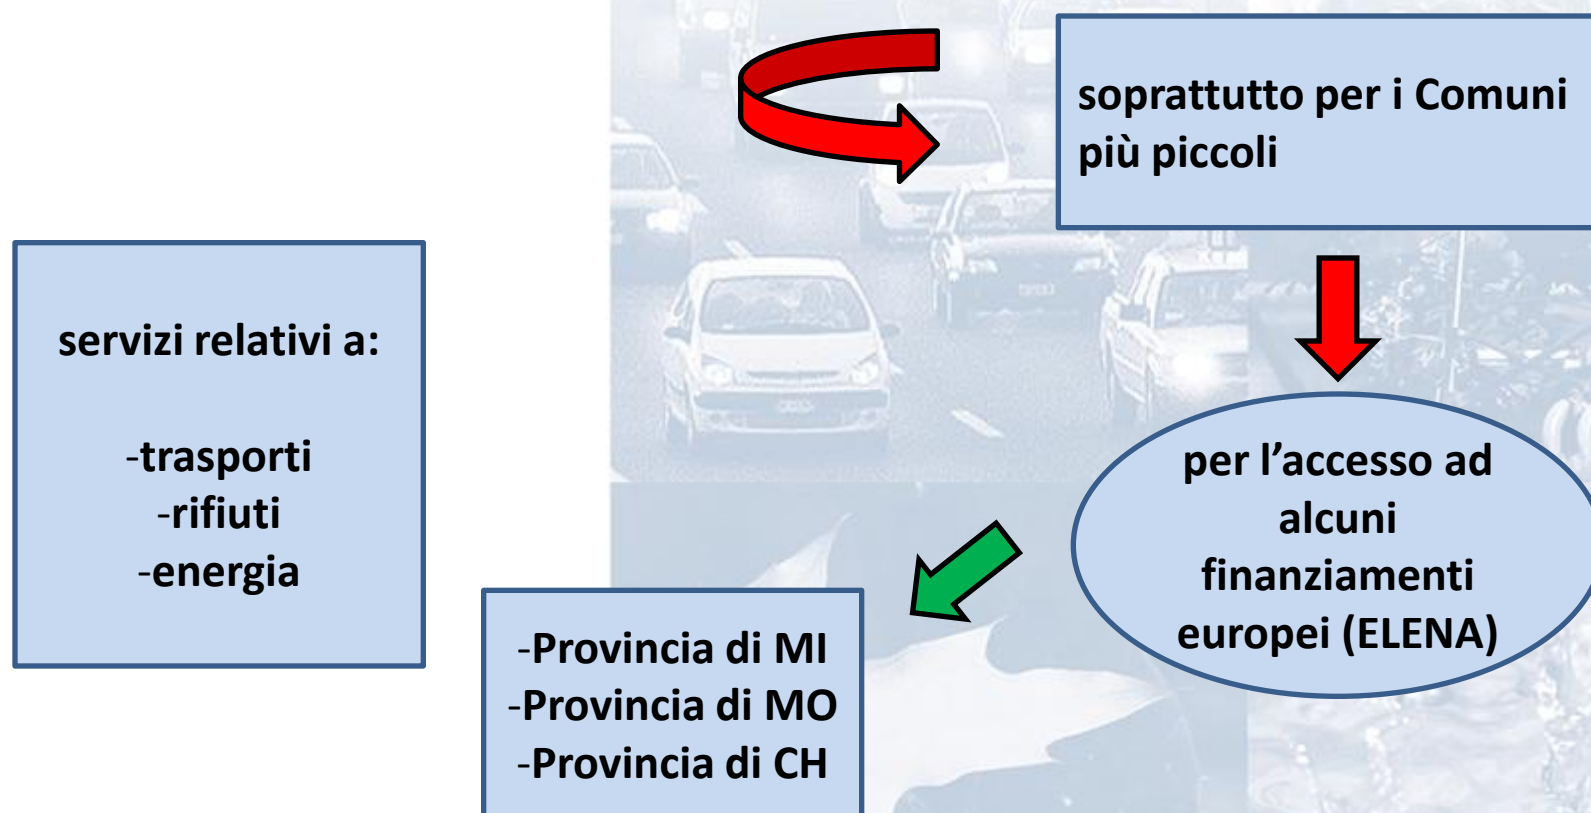 soprattutto per i Comuni
più piccoli
servizi relativi a:
-trasporti
-rifiuti
-energia
per l’accesso ad
alcuni
finanziamenti
europei (ELENA)
-Provincia di MI
-Provincia di MO
-Provincia di CH